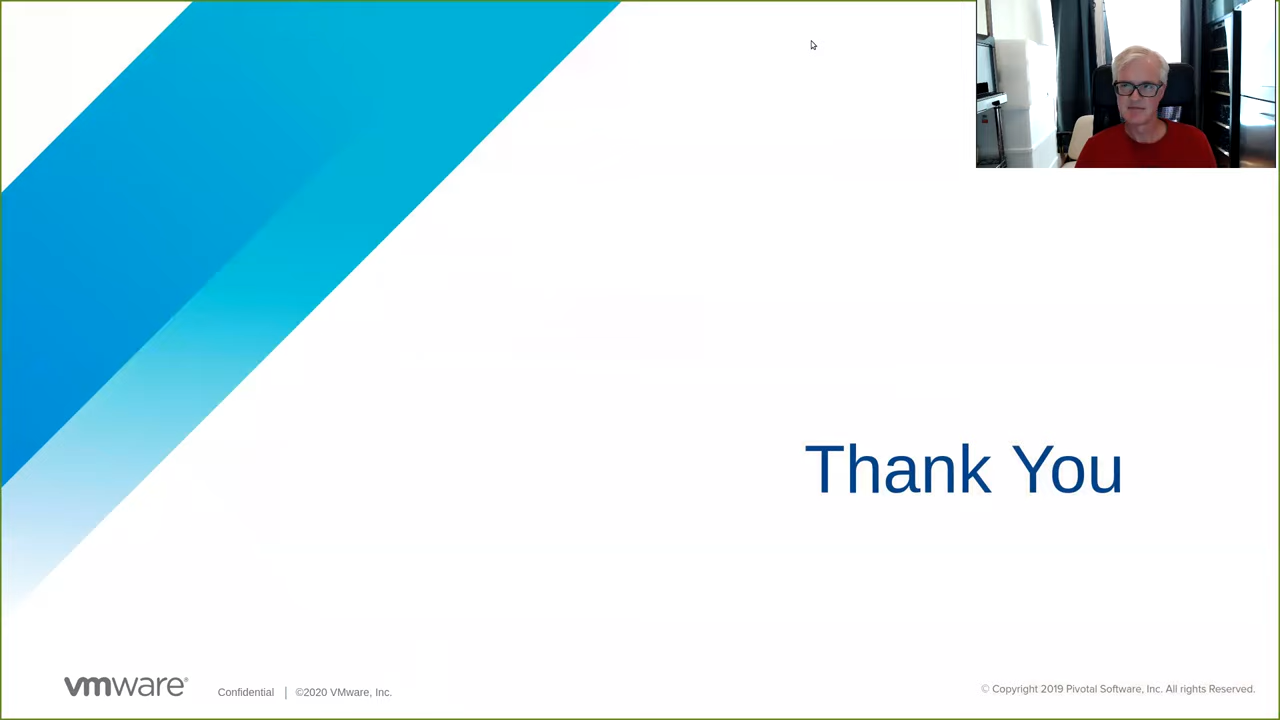 Thank You
vmware®
Confidential | ©2020 VMware, Inc.
© Copyright 2019 Pivotal Software, Inc. All rights Reserved.